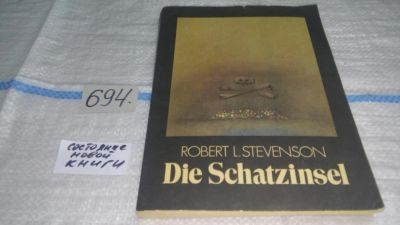 694.
состояние
новой
книги
ROBERT L. STEVENSON
Die Schatzinsel